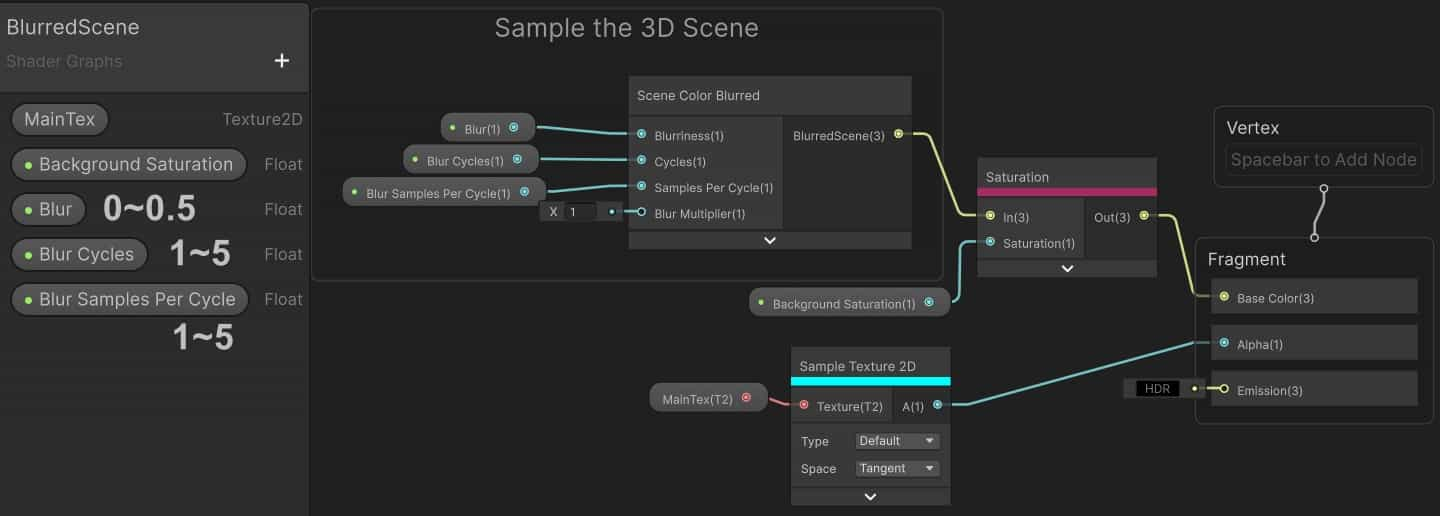 BlurredScene
Shader Graphs
+
MainTex Texture2D
Background Saturation Float
Blur 0~0.5 Float
Blur Cycles 1~5 Float
Blur Samples Per Cycle Float
1~5
Sample the 3D Scene
Scene Color Blurred
Blur(1)
Blur Cycles(1)
Blur Samples Per Cycle(1)
X 1
Blurriness(1)
Cycles(1)
Samples Per Cycle(1)
Blur Multiplier(1)
BlurredScene(3)
Saturation
In(3)
Saturation(1)
Out(3)
Background Saturation(1)
MainTex(T2)
Sample Texture 2D
Texture(T2) A(1)
Type Default
Space Tangent
Vertex
Spacebar to Add Node
Fragment
Base Color(3)
Alpha(1)
HDR Emission(3)